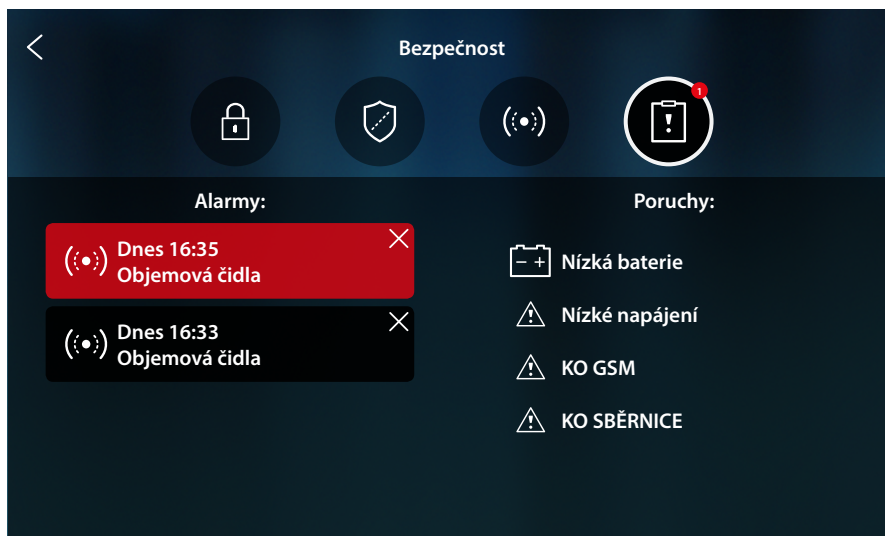 Bezpečnost
1
Alarmy:
Dnes 16:35
Objemová čidla
Dnes 16:33
Objemová čidla
Poruchy:
Nízká baterie
Nízké napájení
KO GSM
KO SBĚRNICE